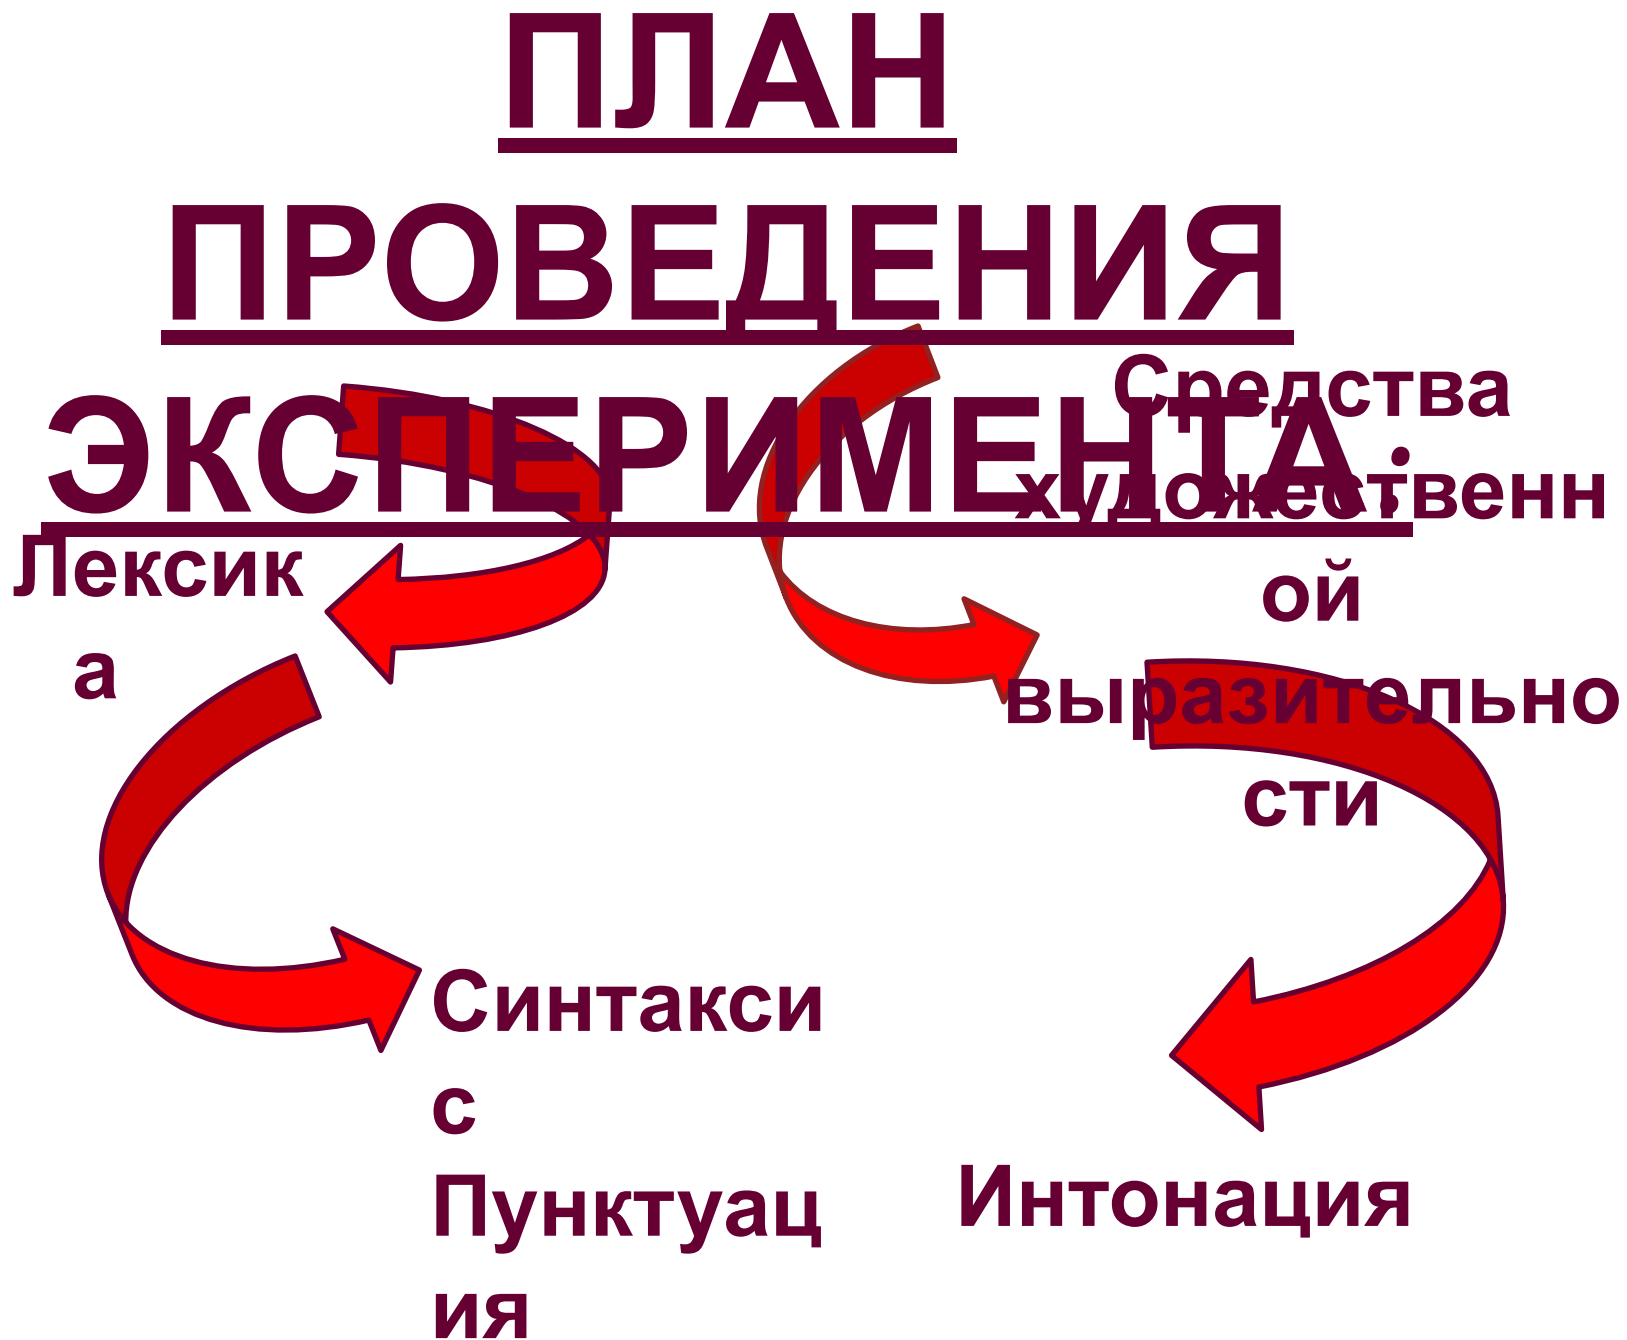 ПЛАН
ПРОВЕДЕНИЯ
ЭКСПЕРИМЕНТА:
Средства
художественн
ой
выразительно
сти
Лексик
а
Синтакси
с
Пунктуац
ия
Интонация